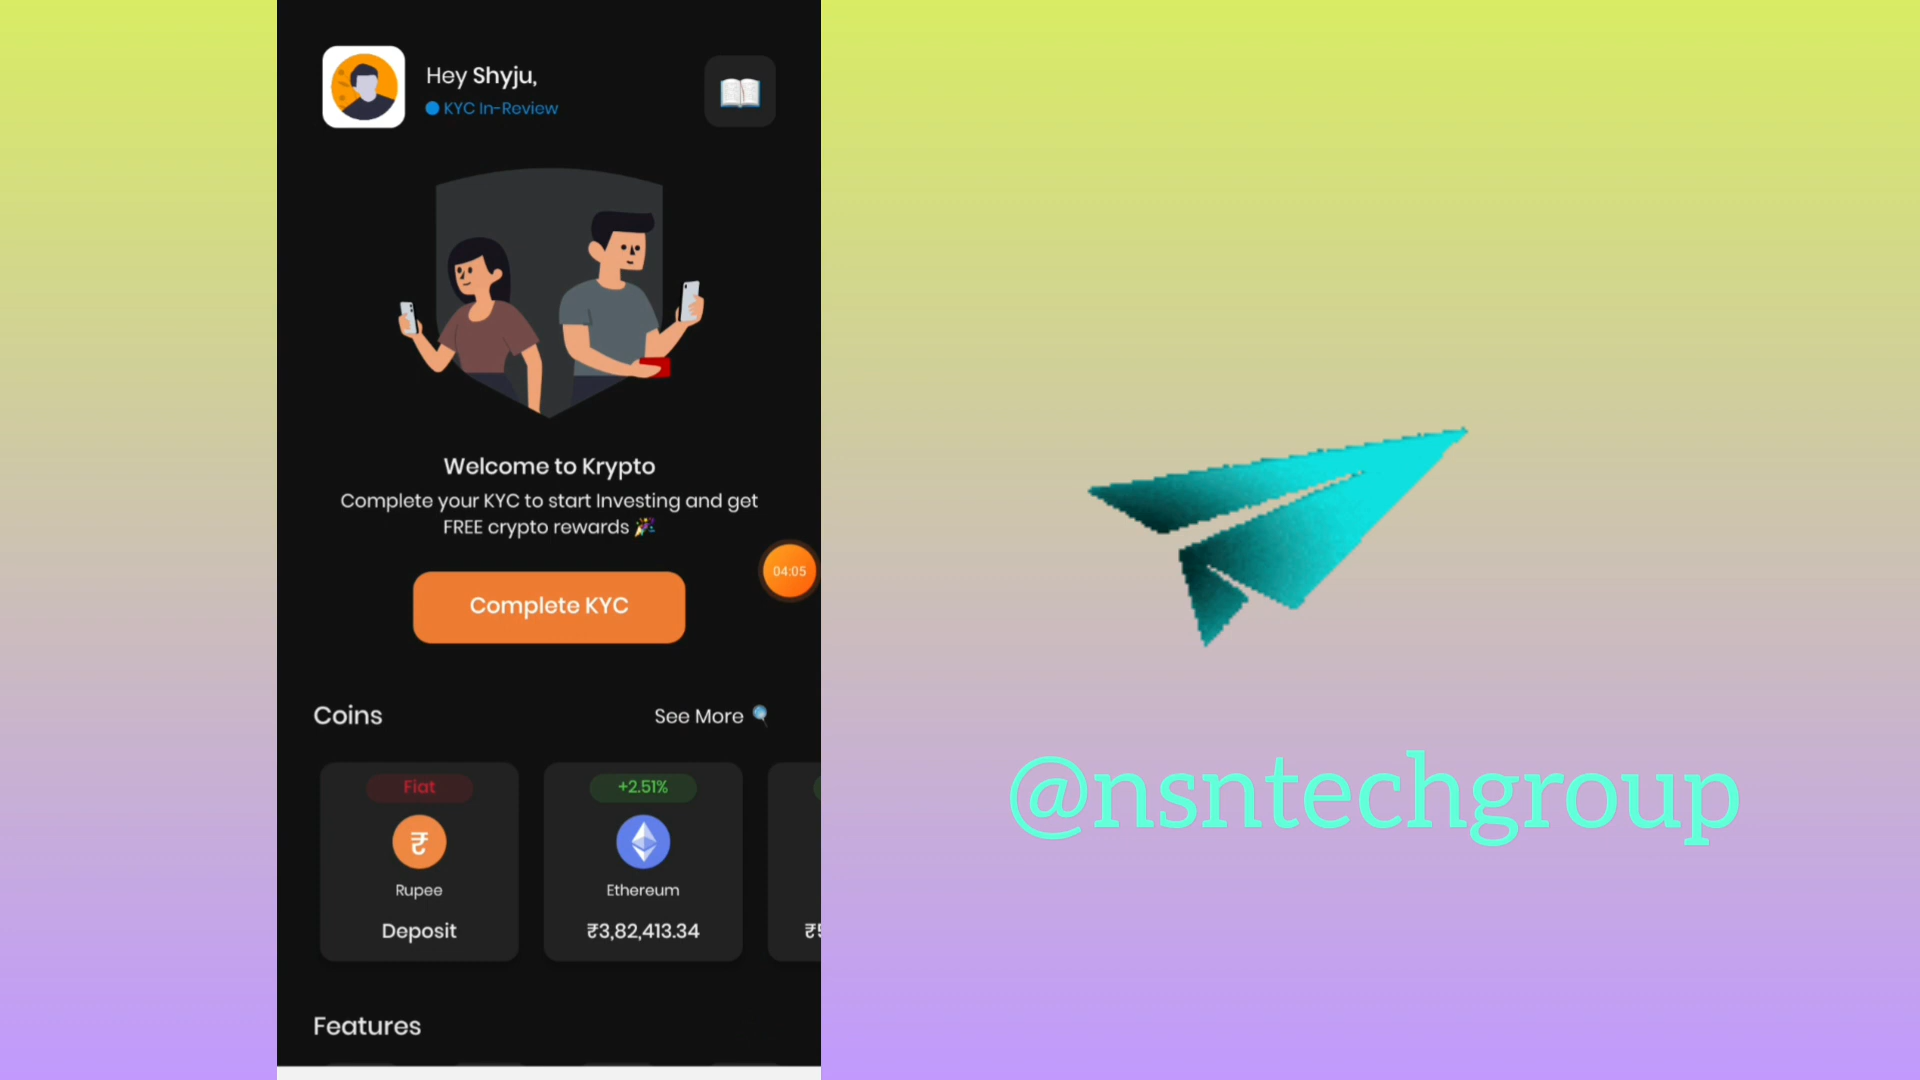 Hey Shyju,
KYC In-Review
Welcome to Krypto
Complete your KYC to start Investing and get
FREE crypto rewards 🎉
04:05
Complete KYC
Coins
See More
Fiat
Rupee
Deposit
+2.51%
Ethereum
₹3,82,413.34
Features
@nsntechgroup